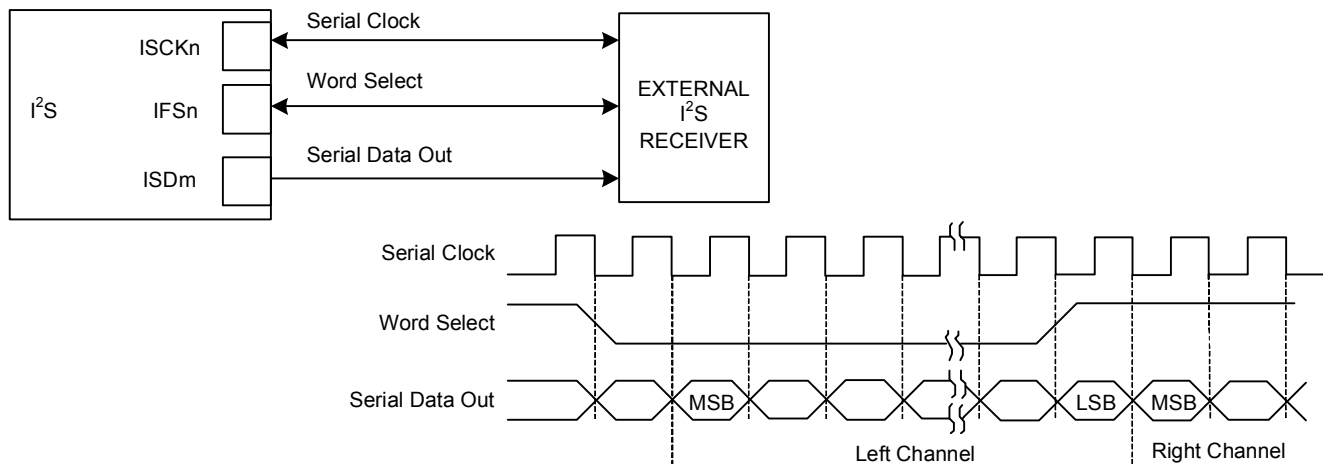 Serial Clock
ISCKn
Word Select
I²S
IFSn
EXTERNAL
I²S
RECEIVER
Serial Data Out
ISDm
Serial Clock
Word Select
Serial Data Out
MSB
LSB
MSB
Left Channel
Right Channel